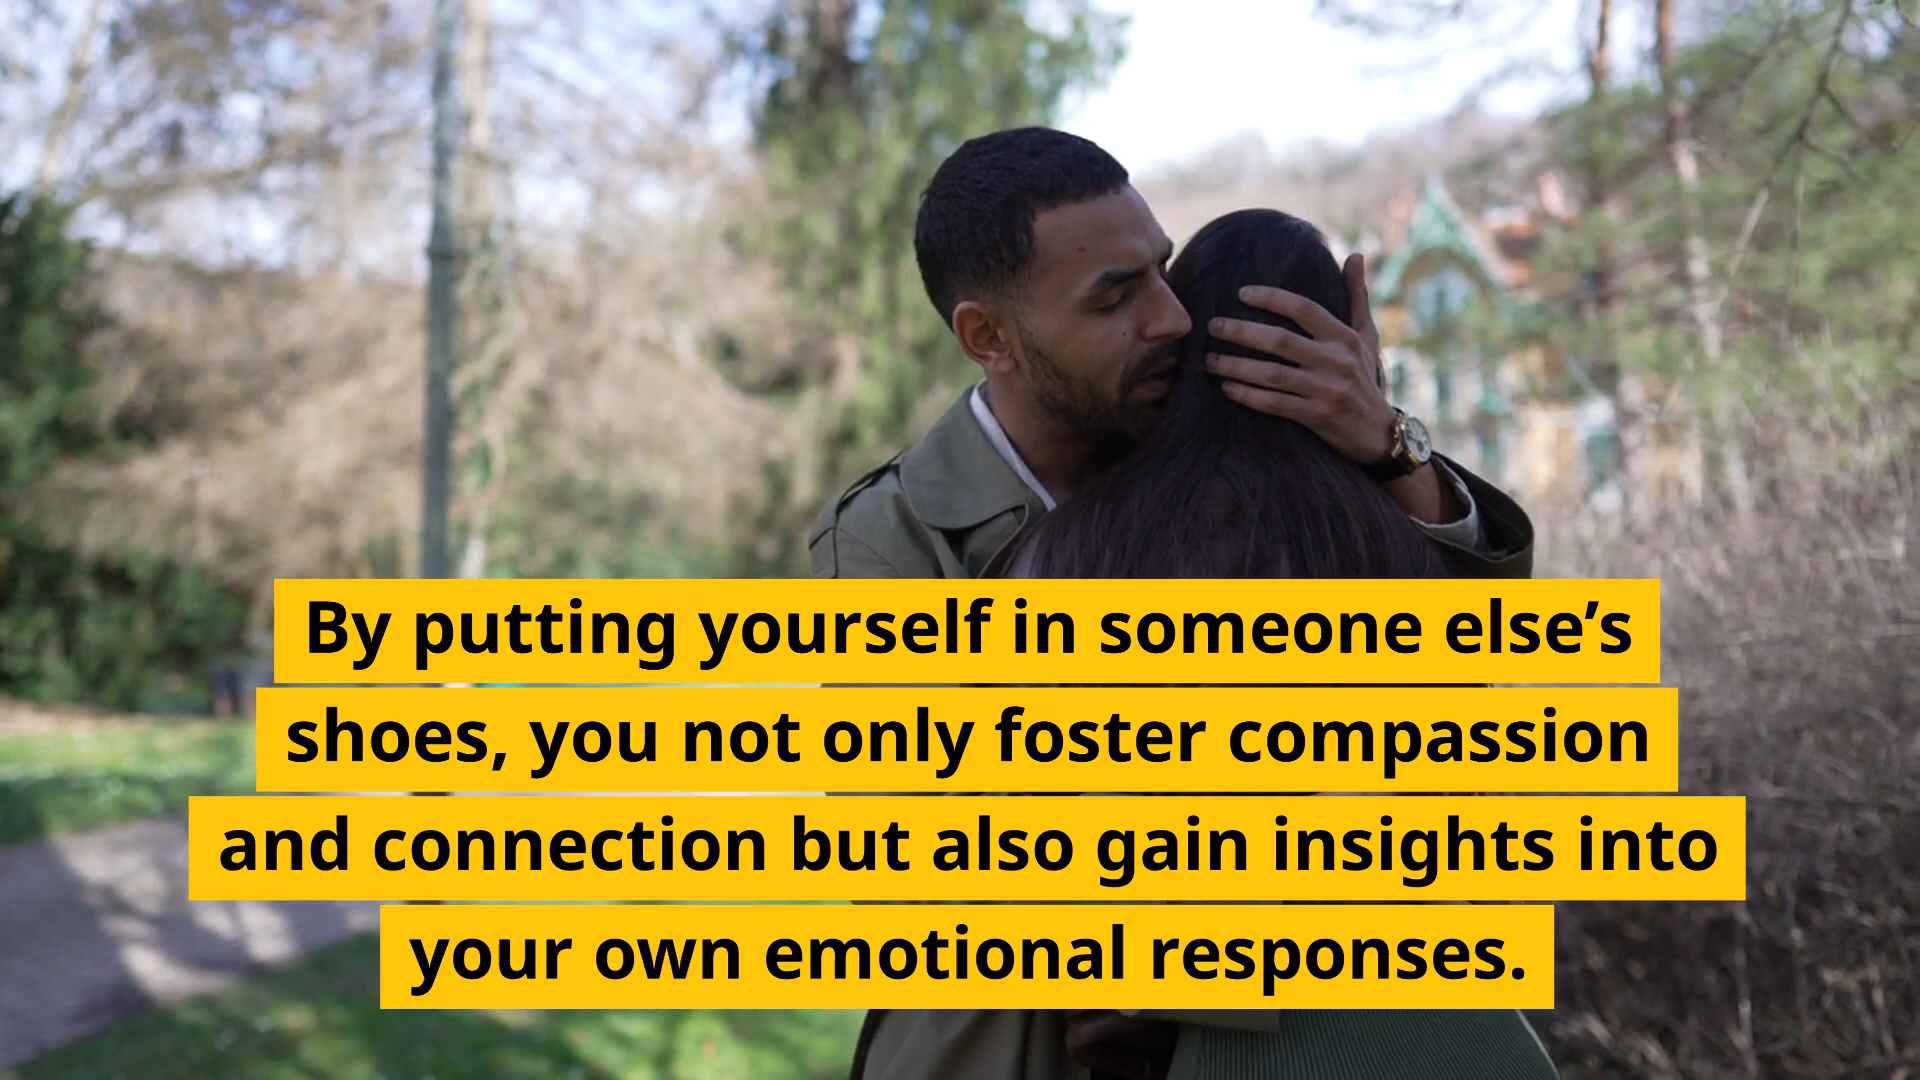 By putting yourself in someone else’s
shoes, you not only foster compassion
and connection but also gain insights into
your own emotional responses.